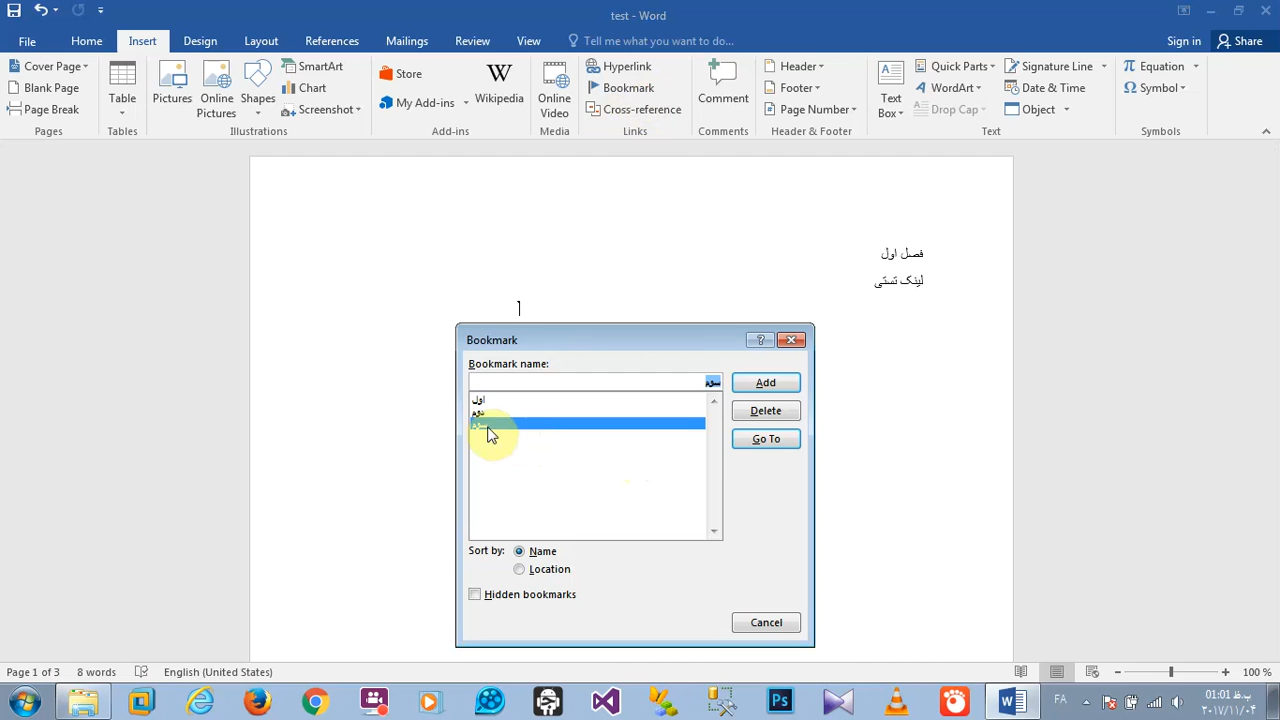 test - Word
File Home Insert Design Layout References Mailings Review View Tell me what you want to do... Sign in Share
Cover Page
Blank Page
Page Break
Pages
Table
Tables
Pictures
Online Pictures
Shapes
SmartArt
Chart
Screenshot
Illustrations
Store
My Add-ins
Wikipedia
Add-ins
Online Video
Media
Hyperlink
Bookmark
Cross-reference
Links
Comment
Comments
Header
Footer
Page Number
Header & Footer
Text Box
Quick Parts
WordArt
Drop Cap
Signature Line
Date & Time
Object
Text
Equation
Symbol
Symbols
فصل اول
لینک تستی
Bookmark
Bookmark name:
سوم
اول
دوم
سوم
Add
Delete
Go To
Sort by: Name
Location
Hidden bookmarks
Cancel
Page 1 of 3 8 words English (United States) 100 %
FA
01:01 ب.ظ
۲۰۱۷/۱۱/۰۴